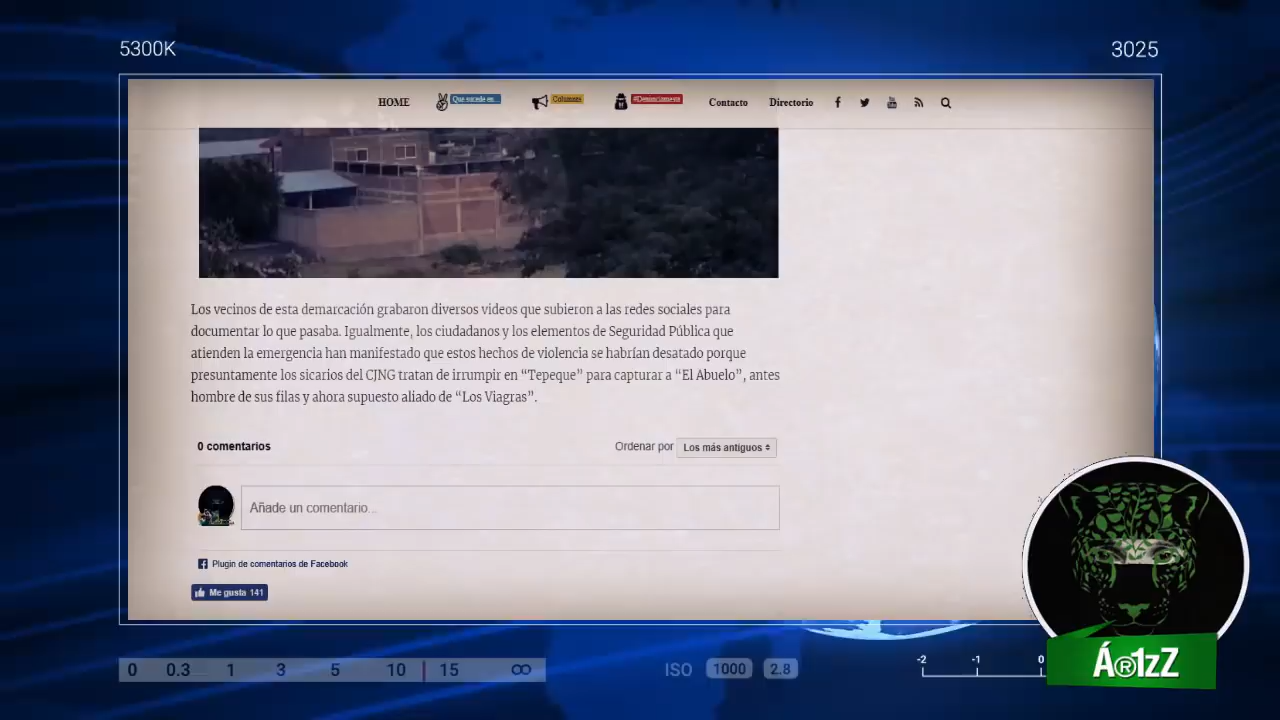 5300K
3025
HOME
Que sucede en...
Columnas
#Denunciamexico
Contacto
Directorio
Los vecinos de esta demarcación grabaron diversos videos que subieron a las redes sociales para
documentar lo que pasaba. Igualmente, los ciudadanos y los elementos de Seguridad Pública que
atienden la emergencia han manifestado que estos hechos de violencia se habrían desatado porque
presuntamente los sicarios del CJNG tratan de irrumpir en “Tepeque” para capturar a “El Abuelo”, antes
hombre de sus filas y ahora supuesto aliado de “Los Viagras”.
0 comentarios
Ordenar por Los más antiguos
Añade un comentario...
Plugin de comentarios de Facebook
Me gusta 141
Á®1zZ
0 0.3 1 3 5 10 15 ∞
ISO 1000 2.8
-2 -1 0